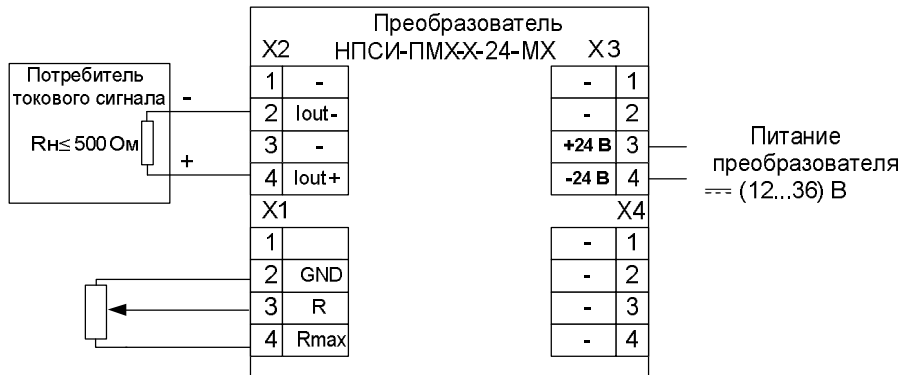 Преобразователь
НПСИ-ПМХ-Х-24-МХ
X2
X3
1 -
2 Iout-
3 -
4 Iout+
- 1
- 2
+24 В 3
-24 В 4
Потребитель
токового сигнала
Rн≤ 500 Ом
-
+
Питание
преобразователя
(12...36) В
X1
X4
1
2 GND
3 R
4 Rmax
- 1
- 2
- 3
- 4